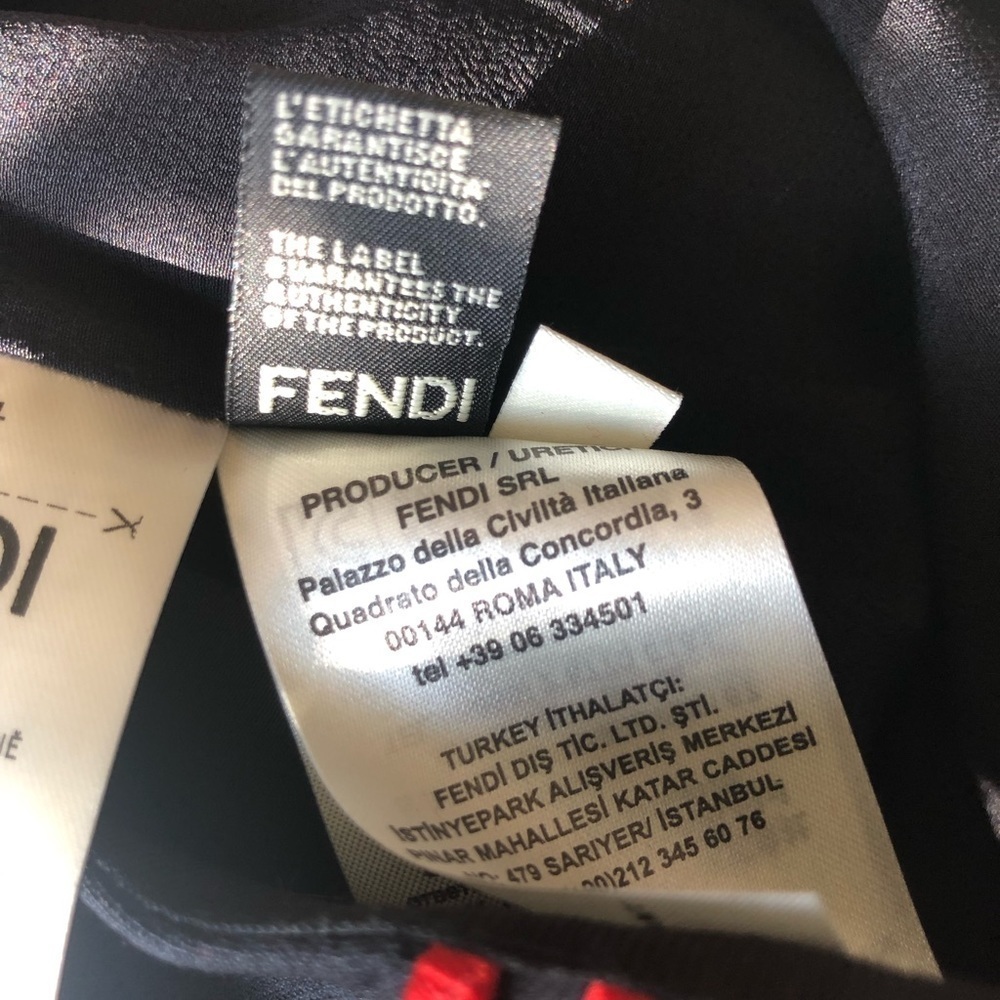 L'ETICHETTA
GARANTISCE
L'AUTENTICITA'
DEL PRODOTTO.
THE LABEL
GUARANTEES THE
AUTHENTICITY
OF THE PRODUCT.
FENDI
PRODUCER /
FENDI SRL
Palazzo della Civiltà Italiana
Quadrato della Concordia, 3
00144 ROMA ITALY
tel +39 06 334501
TURKEY İTHALATÇI:
FENDİ DIŞ TİC. LTD. ŞTİ.
İSTİNYEPARK ALIŞVERİŞ MERKEZİ
PINAR MAHALLESİ KATAR CADDESİ
NO: 479 SARIYER/ İSTANBUL
)212 345 60 76
DI